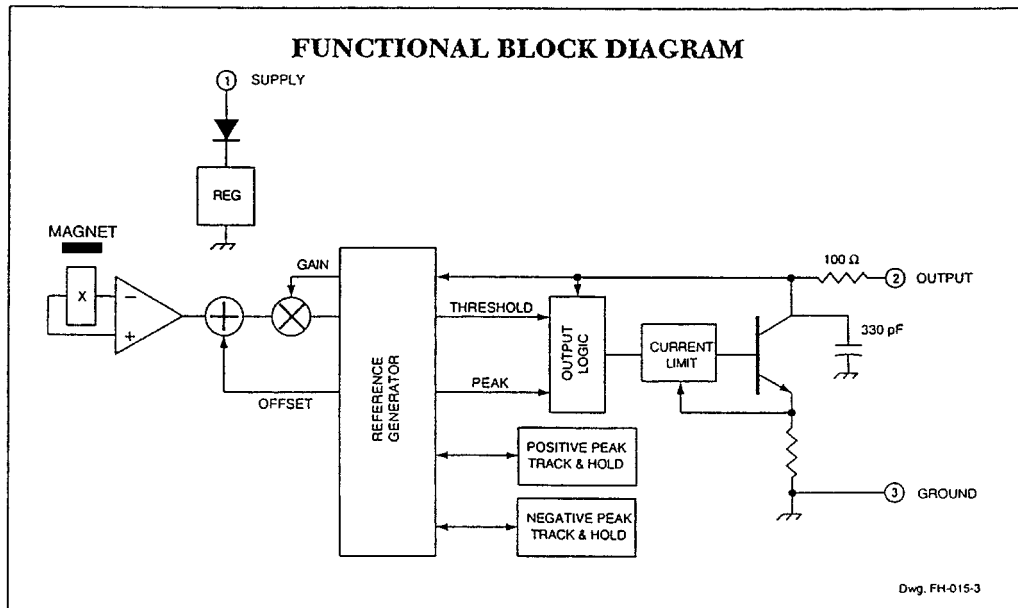 FUNCTIONAL BLOCK DIAGRAM
1 SUPPLY
REG
MAGNET
X
−
+
GAIN
OFFSET
REFERENCE
GENERATOR
THRESHOLD
PEAK
OUTPUT
LOGIC
CURRENT
LIMIT
100 Ω
2 OUTPUT
330 pF
POSITIVE PEAK
TRACK & HOLD
NEGATIVE PEAK
TRACK & HOLD
3 GROUND
Dwg. FH-015-3